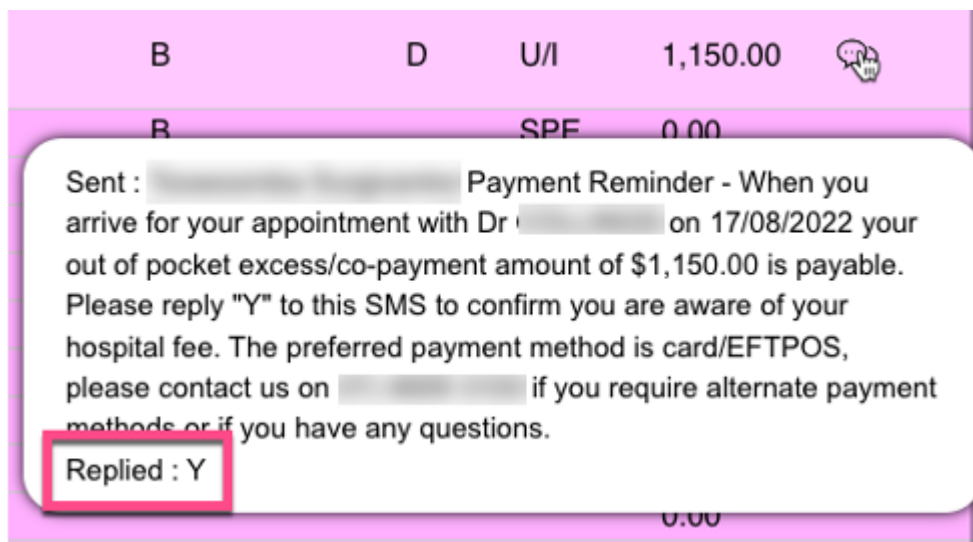 B D U/I 1,150.00
B SPE 0.00
Sent : Payment Reminder - When you
arrive for your appointment with Dr on 17/08/2022 your
out of pocket excess/co-payment amount of $1,150.00 is payable.
Please reply "Y" to this SMS to confirm you are aware of your
hospital fee. The preferred payment method is card/EFTPOS,
please contact us on if you require alternate payment
methods or if you have any questions.
Replied : Y
0.00